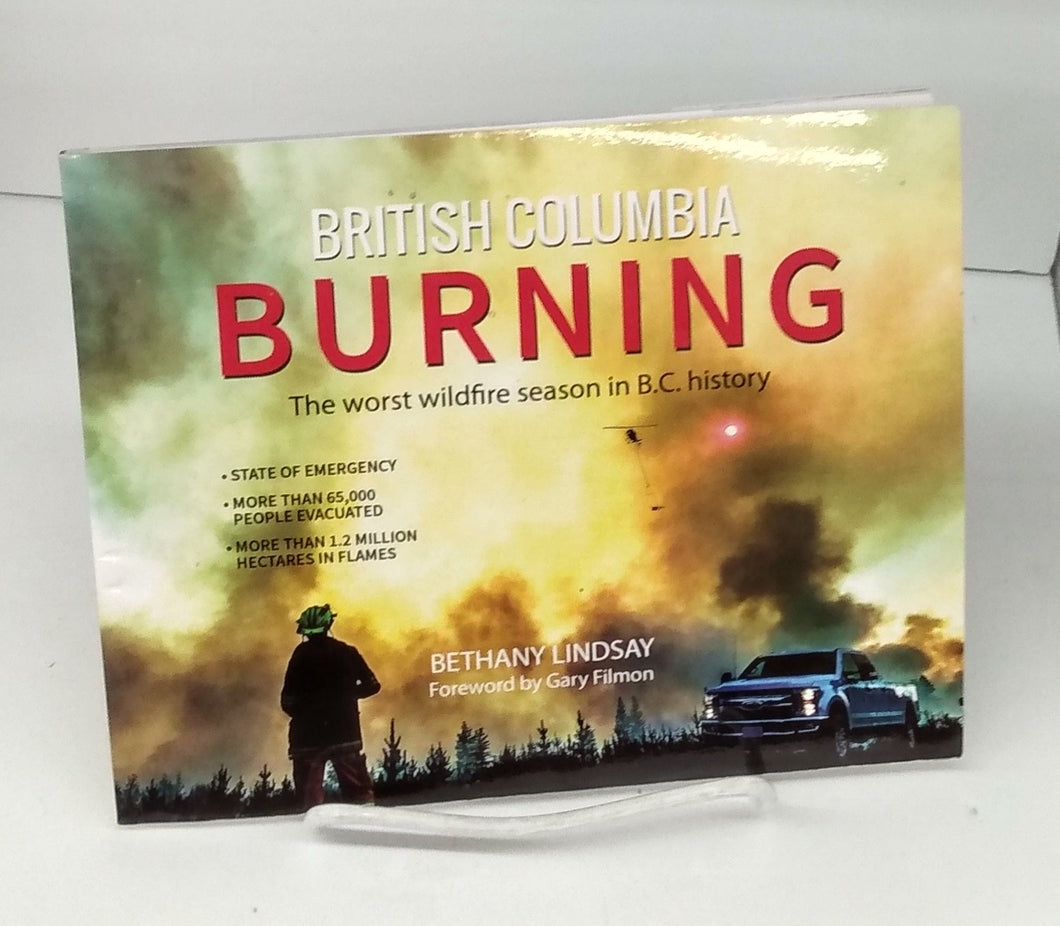 BRITISH COLUMBIA
BURNING
The worst wildfire season in B.C. history
• STATE OF EMERGENCY
• MORE THAN 65,000
PEOPLE EVACUATED
• MORE THAN 1.2 MILLION
HECTARES IN FLAMES
BETHANY LINDSAY
Foreword by Gary Filmon